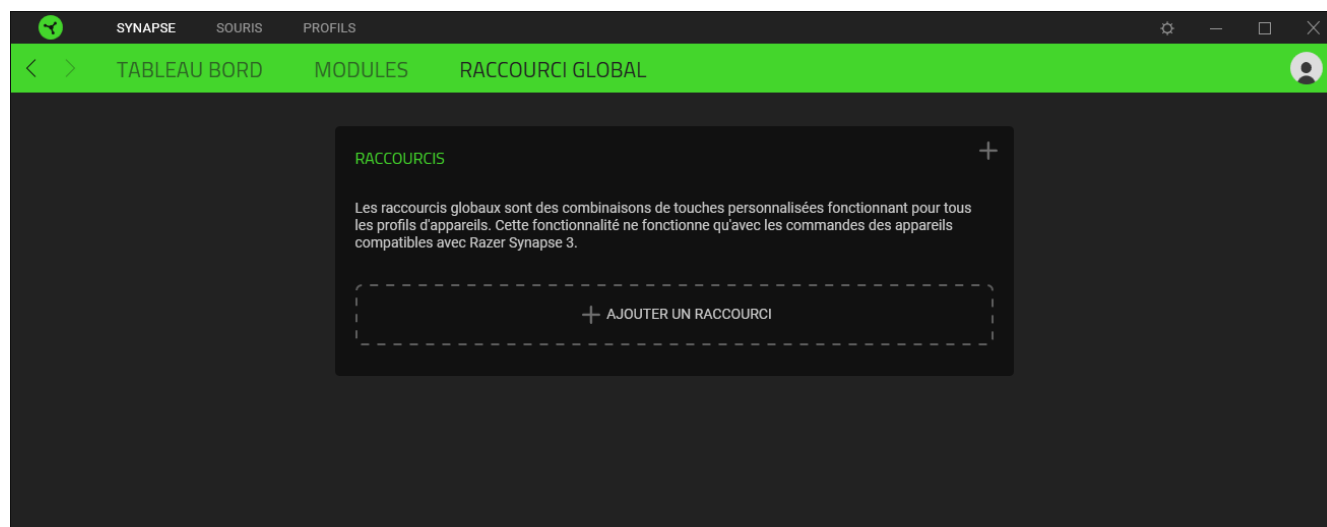 SYNAPSE SOURIS PROFILS
TABLEAU BORD MODULES RACCOURCI GLOBAL
RACCOURCIS
Les raccourcis globaux sont des combinaisons de touches personnalisées fonctionnant pour tous
les profils d'appareils. Cette fonctionnalité ne fonctionne qu'avec les commandes des appareils
compatibles avec Razer Synapse 3.
AJOUTER UN RACCOURCI